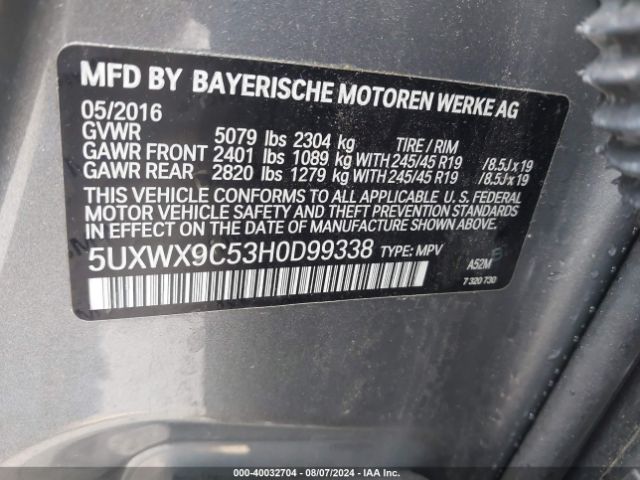 MFD BY BAYERISCHE MOTOREN WERKE AG
05/2016
GVWR 5079 lbs 2304 kg TIRE / RIM
GAWR FRONT 2401 lbs 1089 kg WITH 245/45 R19 /8.5Jx19
GAWR REAR 2820 lbs 1279 kg WITH 245/45 R19 /8.5Jx19
THIS VEHICLE CONFORMS TO ALL APPLICABLE U. S. FEDERAL
MOTOR VEHICLE SAFETY AND THEFT PREVENTION STANDARDS
IN EFFECT ON THE DATE OF MANUFACTURE SHOWN ABOVE.
5UXWX9C53H0D99338 TYPE: MPV
A52M
7 320 730
000-40032704 - 08/07/2024 - IAA Inc.